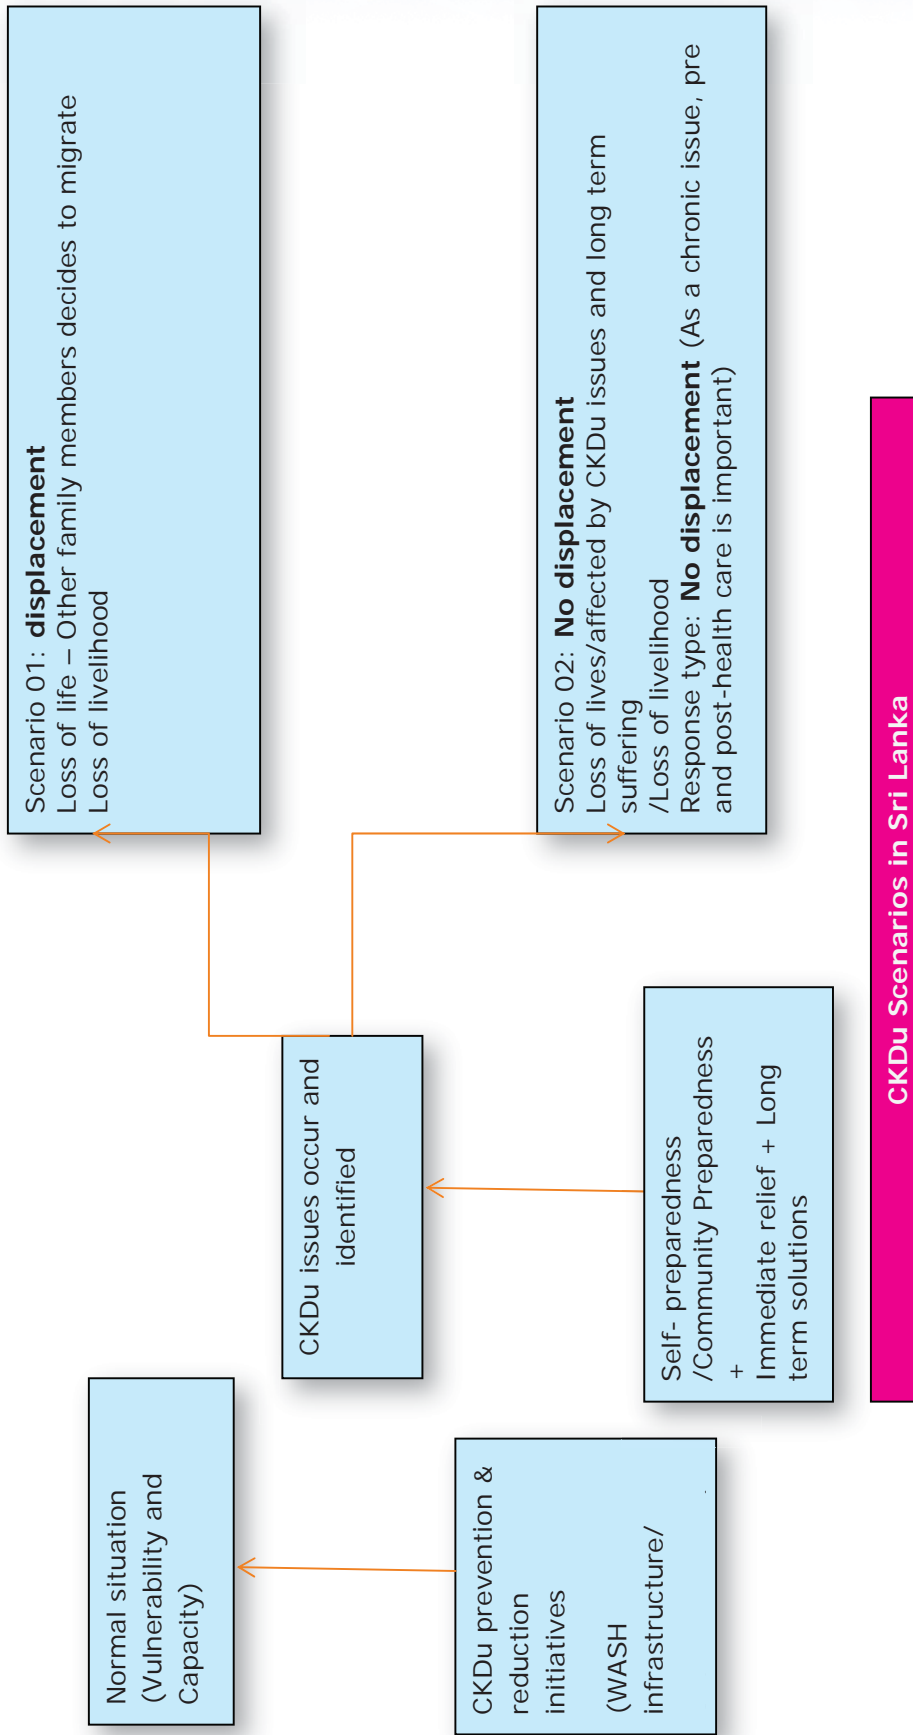 Normal situation
(Vulnerability and
Capacity)
CKDu prevention &
reduction
initiatives
(WASH
infrastructure/
CKDu issues occur and
identified
Self- preparedness
/Community Preparedness
+
Immediate relief + Long
term solutions
Scenario 01: displacement
Loss of life – Other family members decides to migrate
Loss of livelihood
Scenario 02: No displacement
Loss of lives/affected by CKDu issues and long term
suffering
/Loss of livelihood
Response type: No displacement (As a chronic issue, pre
and post-health care is important)
CKDu Scenarios in Sri Lanka